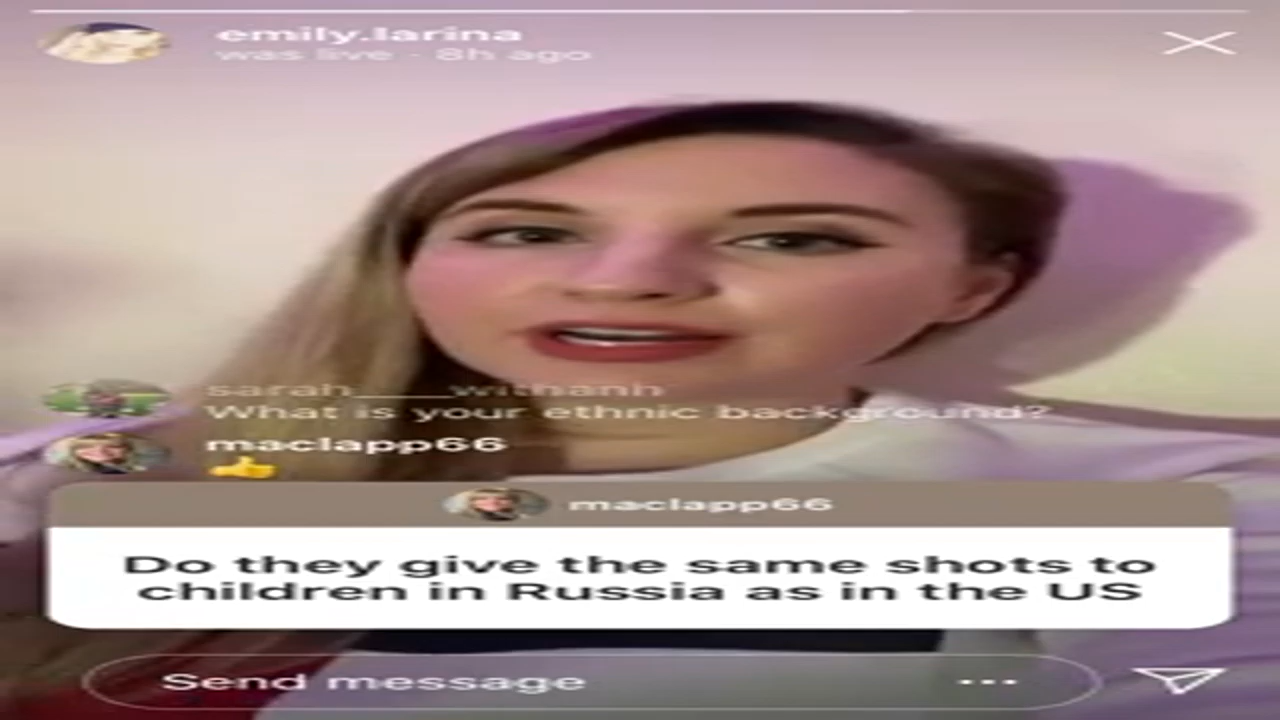 emily.larina
was live · 8h ago
sarah____withanh
What is your ethnic background?
maclapp66
👍
maclapp66
Do they give the same shots to
children in Russia as in the US
Send message